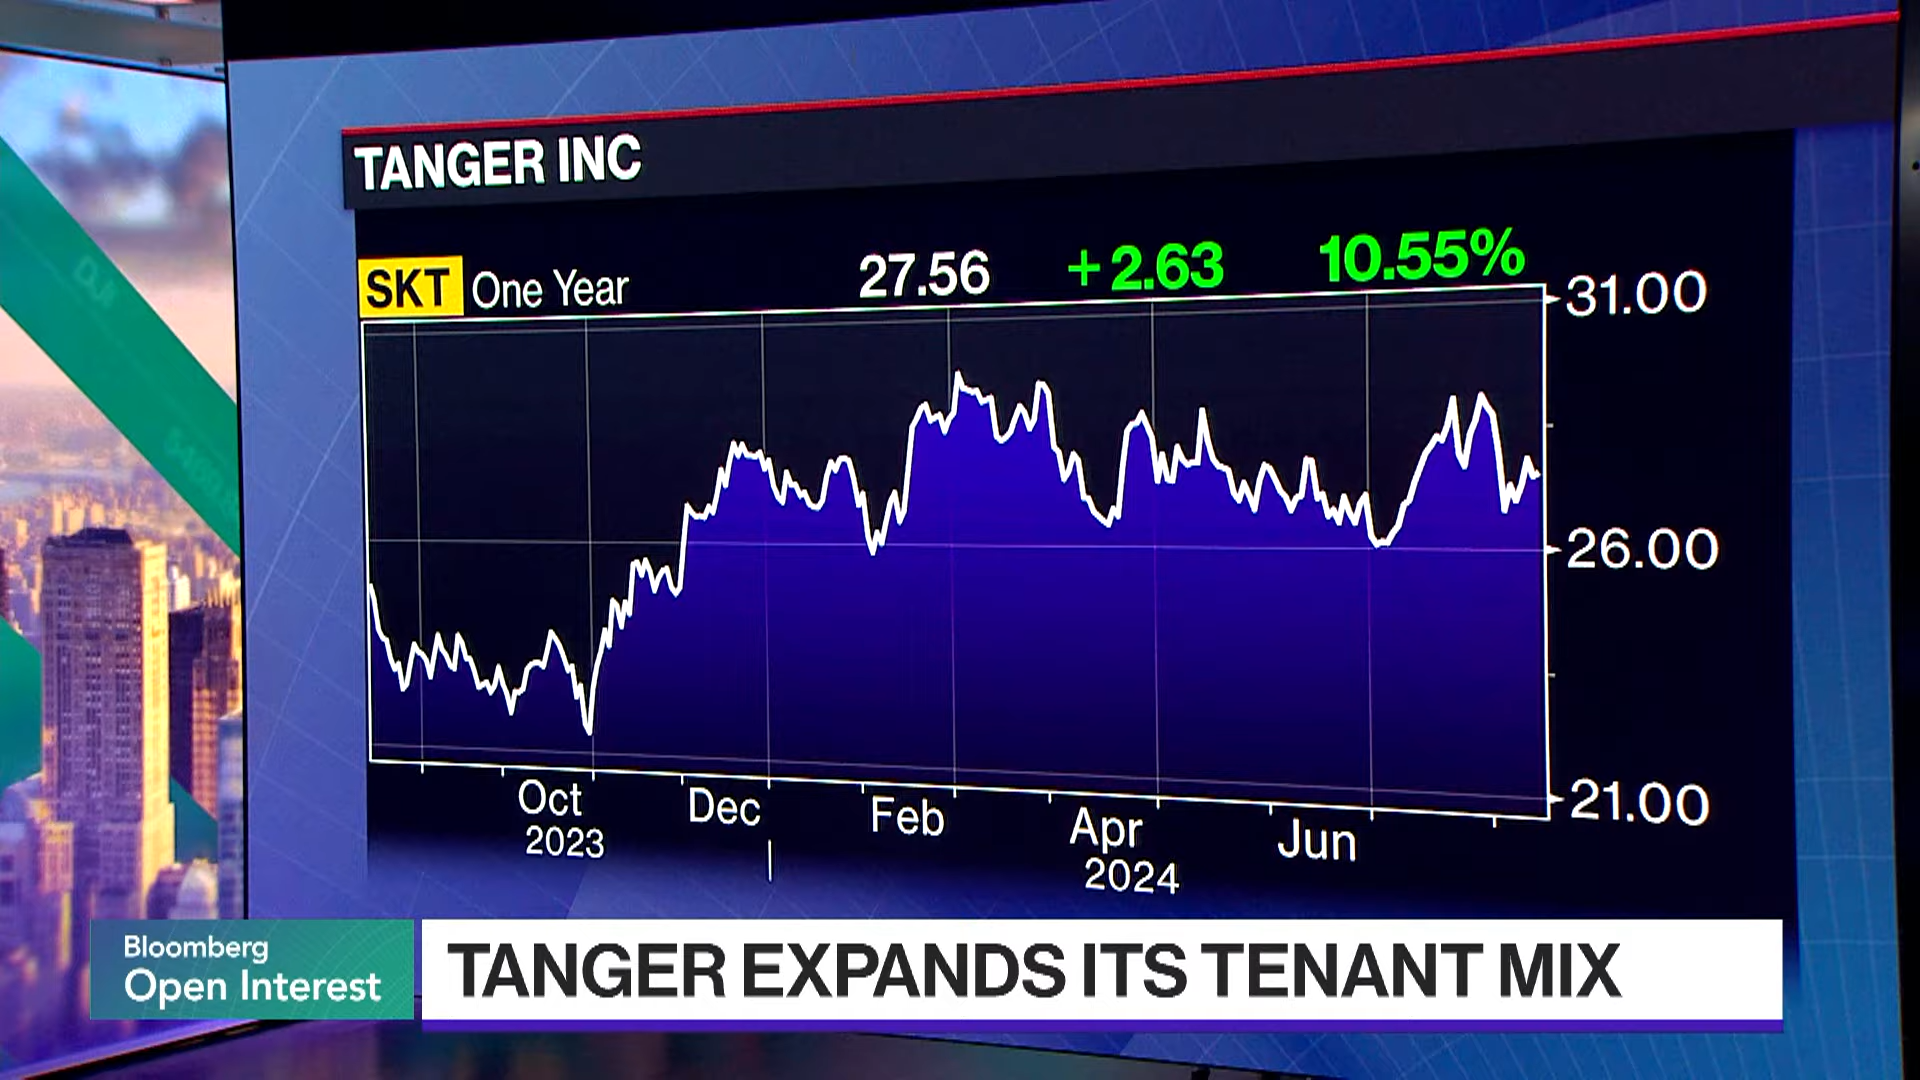 TANGER INC
SKT One Year 27.56 +2.63 10.55%
31.00
26.00
21.00
Oct Dec Feb Apr Jun
2023 2024
Bloomberg
Open Interest
TANGER EXPANDS ITS TENANT MIX
DJI